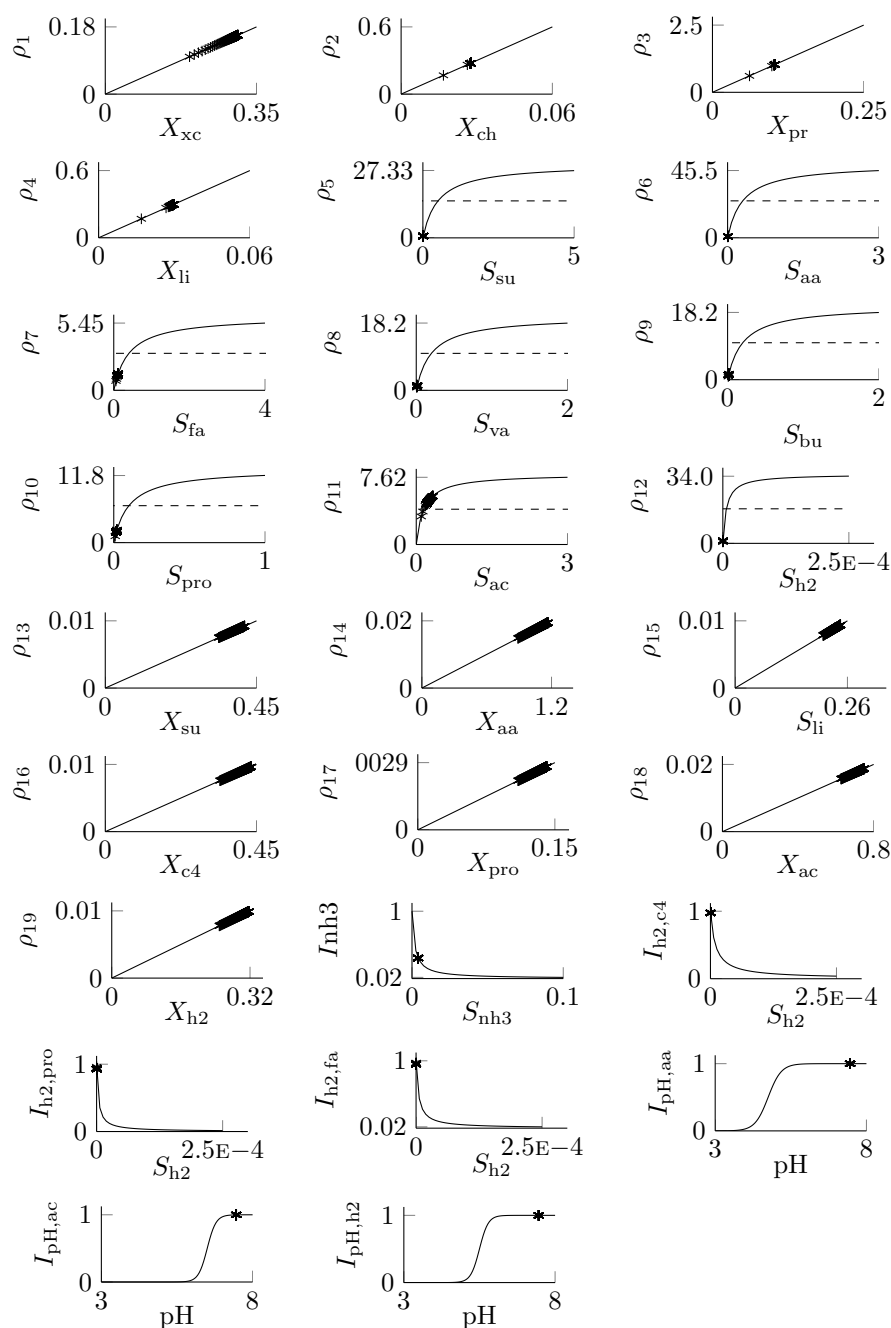 ρ1 0.18 0 0 0.35 Xxc
ρ2 0.6 0 0 0.06 Xch
ρ3 2.5 0 0 0.25 Xpr
ρ4 0.6 0 0 0.06 Xli
ρ5 27.33 0 0 5 Ssu
ρ6 45.5 0 0 3 Saa
ρ7 5.45 0 0 4 Sfa
ρ8 18.2 0 0 2 Sva
ρ9 18.2 0 0 2 Sbu
ρ10 11.8 0 0 1 Spro
ρ11 7.62 0 0 3 Sac
ρ12 34.0 0 0 2.5E−4 Sh2
ρ13 0.01 0 0 0.45 Xsu
ρ14 0.02 0 0 1.2 Xaa
ρ15 0.01 0 0 0.26 Sli
ρ16 0.01 0 0 0.45 Xc4
ρ17 0029 0 0 0.15 Xpro
ρ18 0.02 0 0 0.8 Xac
ρ19 0.01 0 0 0.32 Xh2
Inh3 1 0.02 0 0.1 Snh3
Ih2,c4 1 0 0 2.5E−4 Sh2
Ih2,pro 1 0 0 2.5E−4 Sh2
Ih2,fa 1 0.02 0 2.5E−4 Sh2
IpH,aa 1 0 3 8 pH
IpH,ac 1 0 3 8 pH
IpH,h2 1 0 3 8 pH